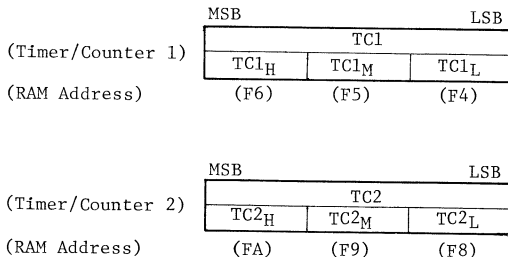 MSB LSB
(Timer/Counter 1) TC1
TC1H TC1M TC1L
(RAM Address) (F6) (F5) (F4)
MSB LSB
(Timer/Counter 2) TC2
TC2H TC2M TC2L
(RAM Address) (FA) (F9) (F8)